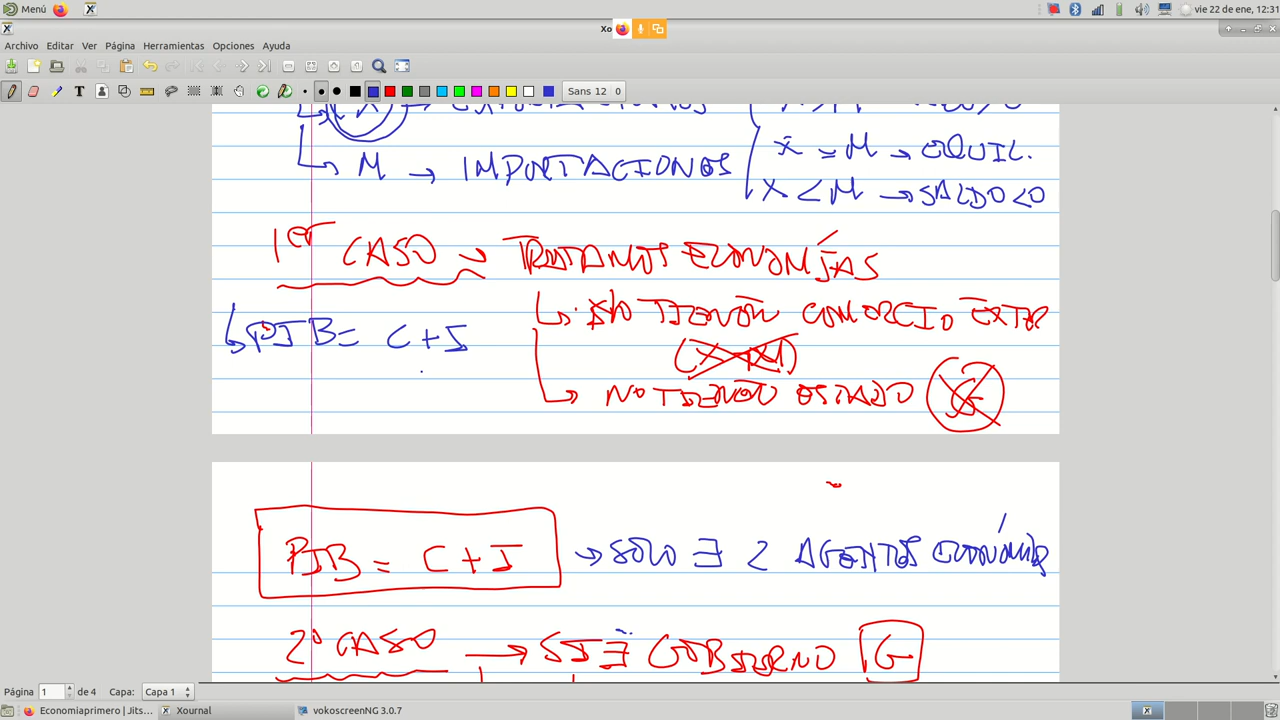 Menú vie 22 de ene, 12:31
Xo
Archivo Editar Ver Página Herramientas Opciones Ayuda
Sans 12 0
X = M → EQUIL.
↳ M → IMPORTACIONES
X < M → SALDO<0
1er CASO → TRATAMOS ECONOMÍAS
↳ NO TIENEN COMERCIO EXTER
↳ PIB = C + I
(X-M)
↳ NO TIENEN ESTADO G
PIB = C + I → SOLO ∃ 2 AGENTES ECONÓMIC
2º CASO → SI ∃ GOBIERNO G
Página 1 de 4 Capa: Capa 1
Economiaprimero | Jits... Xournal vokoscreenNG 3.0.7